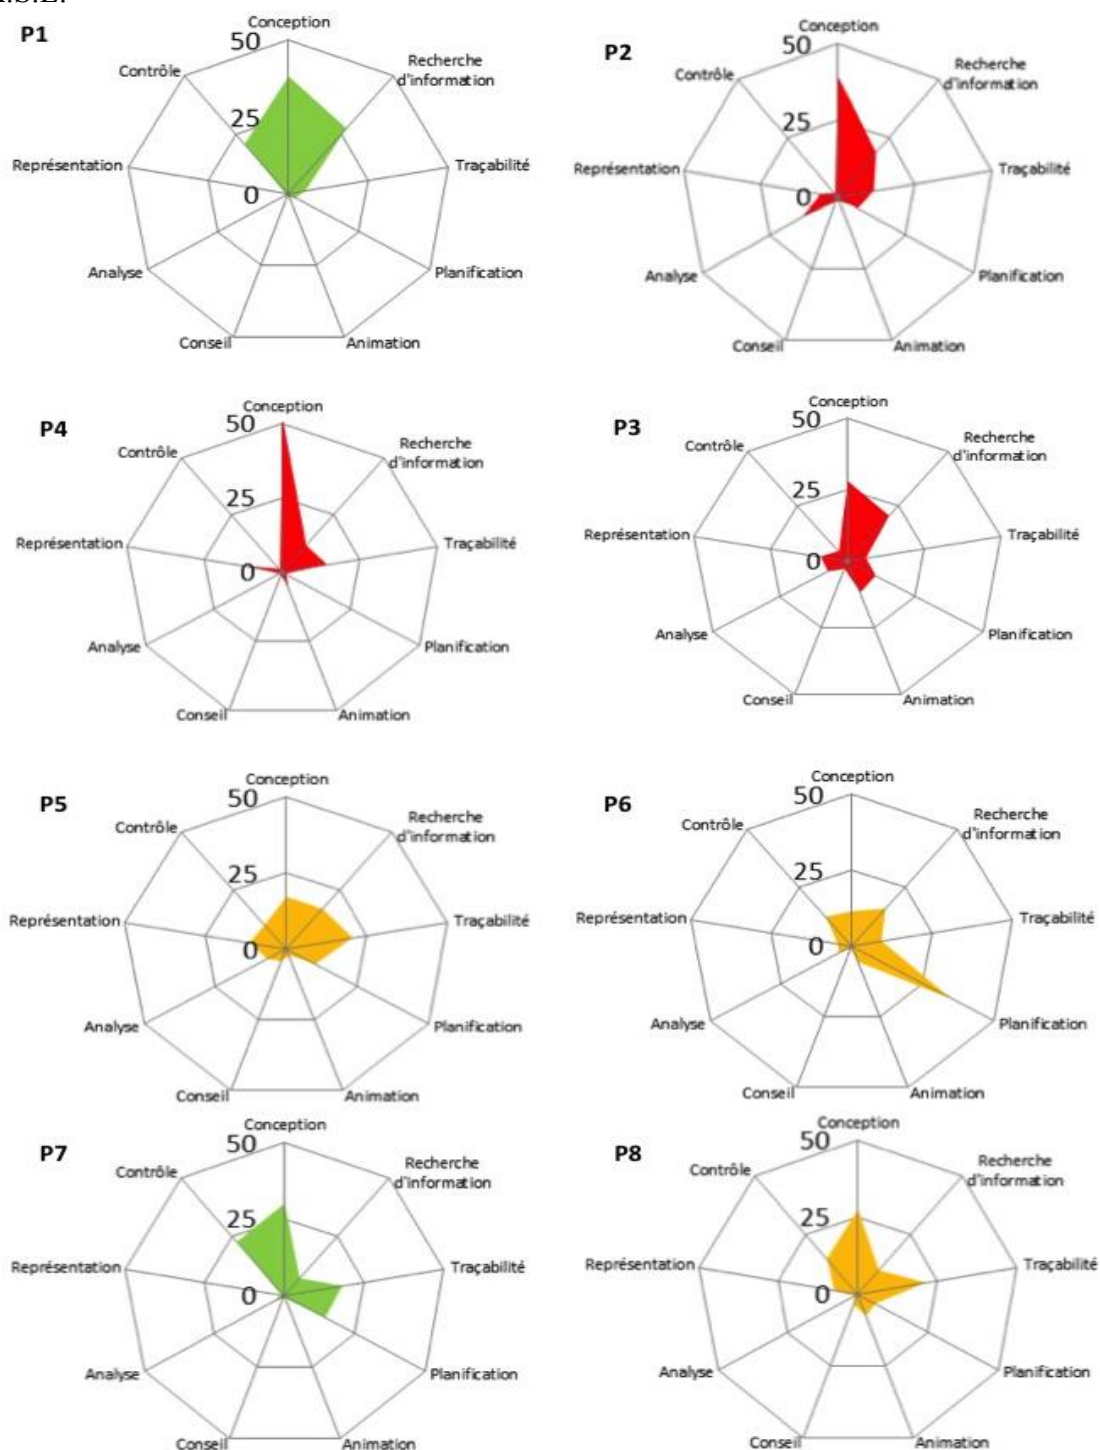 P1
Conception
50
Recherche
d'information
Contrôle
25
Représentation
Traçabilité
0
Analyse
Planification
Conseil
Animation
P2
Conception
50
Recherche
d'information
Contrôle
25
Représentation
Traçabilité
0
Analyse
Planification
Conseil
Animation
P4
Conception
50
Recherche
d'information
Contrôle
25
Représentation
Traçabilité
0
Analyse
Planification
Conseil
Animation
P3
Conception
50
Recherche
d'information
Contrôle
25
Représentation
Traçabilité
0
Analyse
Planification
Conseil
Animation
P5
Conception
50
Recherche
d'information
Contrôle
25
Représentation
Traçabilité
0
Analyse
Planification
Conseil
Animation
P6
Conception
50
Recherche
d'information
Contrôle
25
Représentation
Traçabilité
0
Analyse
Planification
Conseil
Animation
P7
Conception
50
Recherche
d'information
Contrôle
25
Représentation
Traçabilité
0
Analyse
Planification
Conseil
Animation
P8
Conception
50
Recherche
d'information
Contrôle
25
Représentation
Traçabilité
0
Analyse
Planification
Conseil
Animation